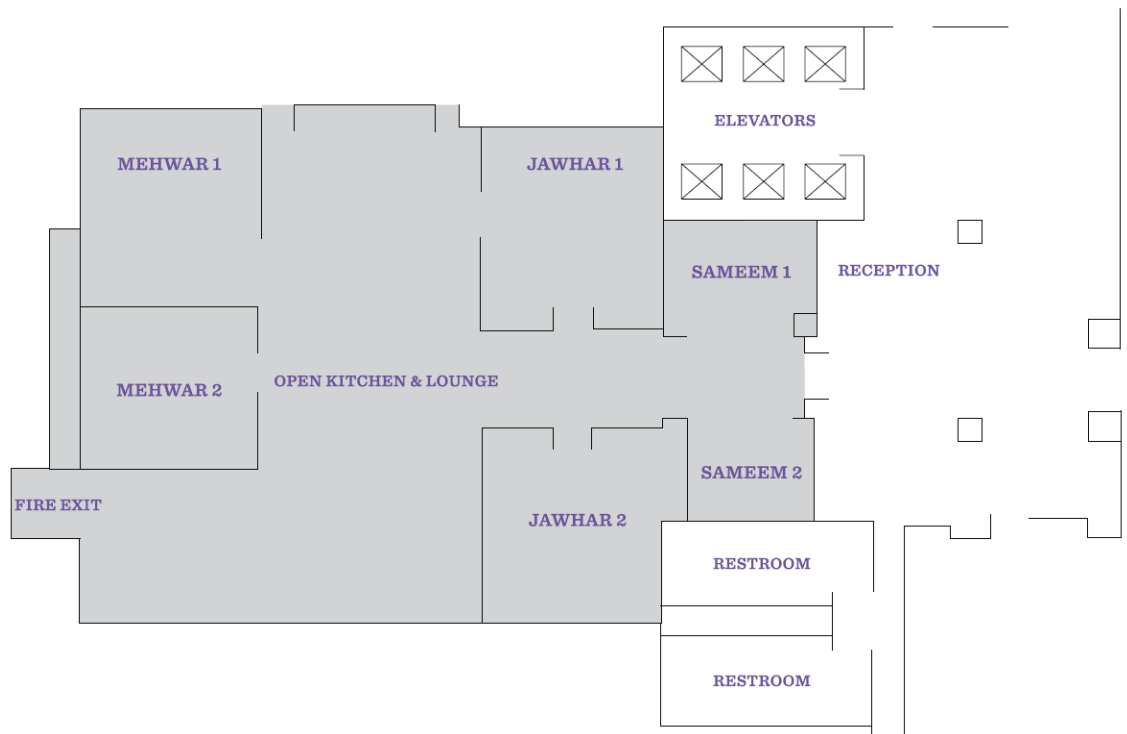 ELEVATORS
MEHWAR 1
JAWHAR 1
SAMEEM 1
RECEPTION
OPEN KITCHEN & LOUNGE
MEHWAR 2
SAMEEM 2
FIRE EXIT
JAWHAR 2
RESTROOM
RESTROOM